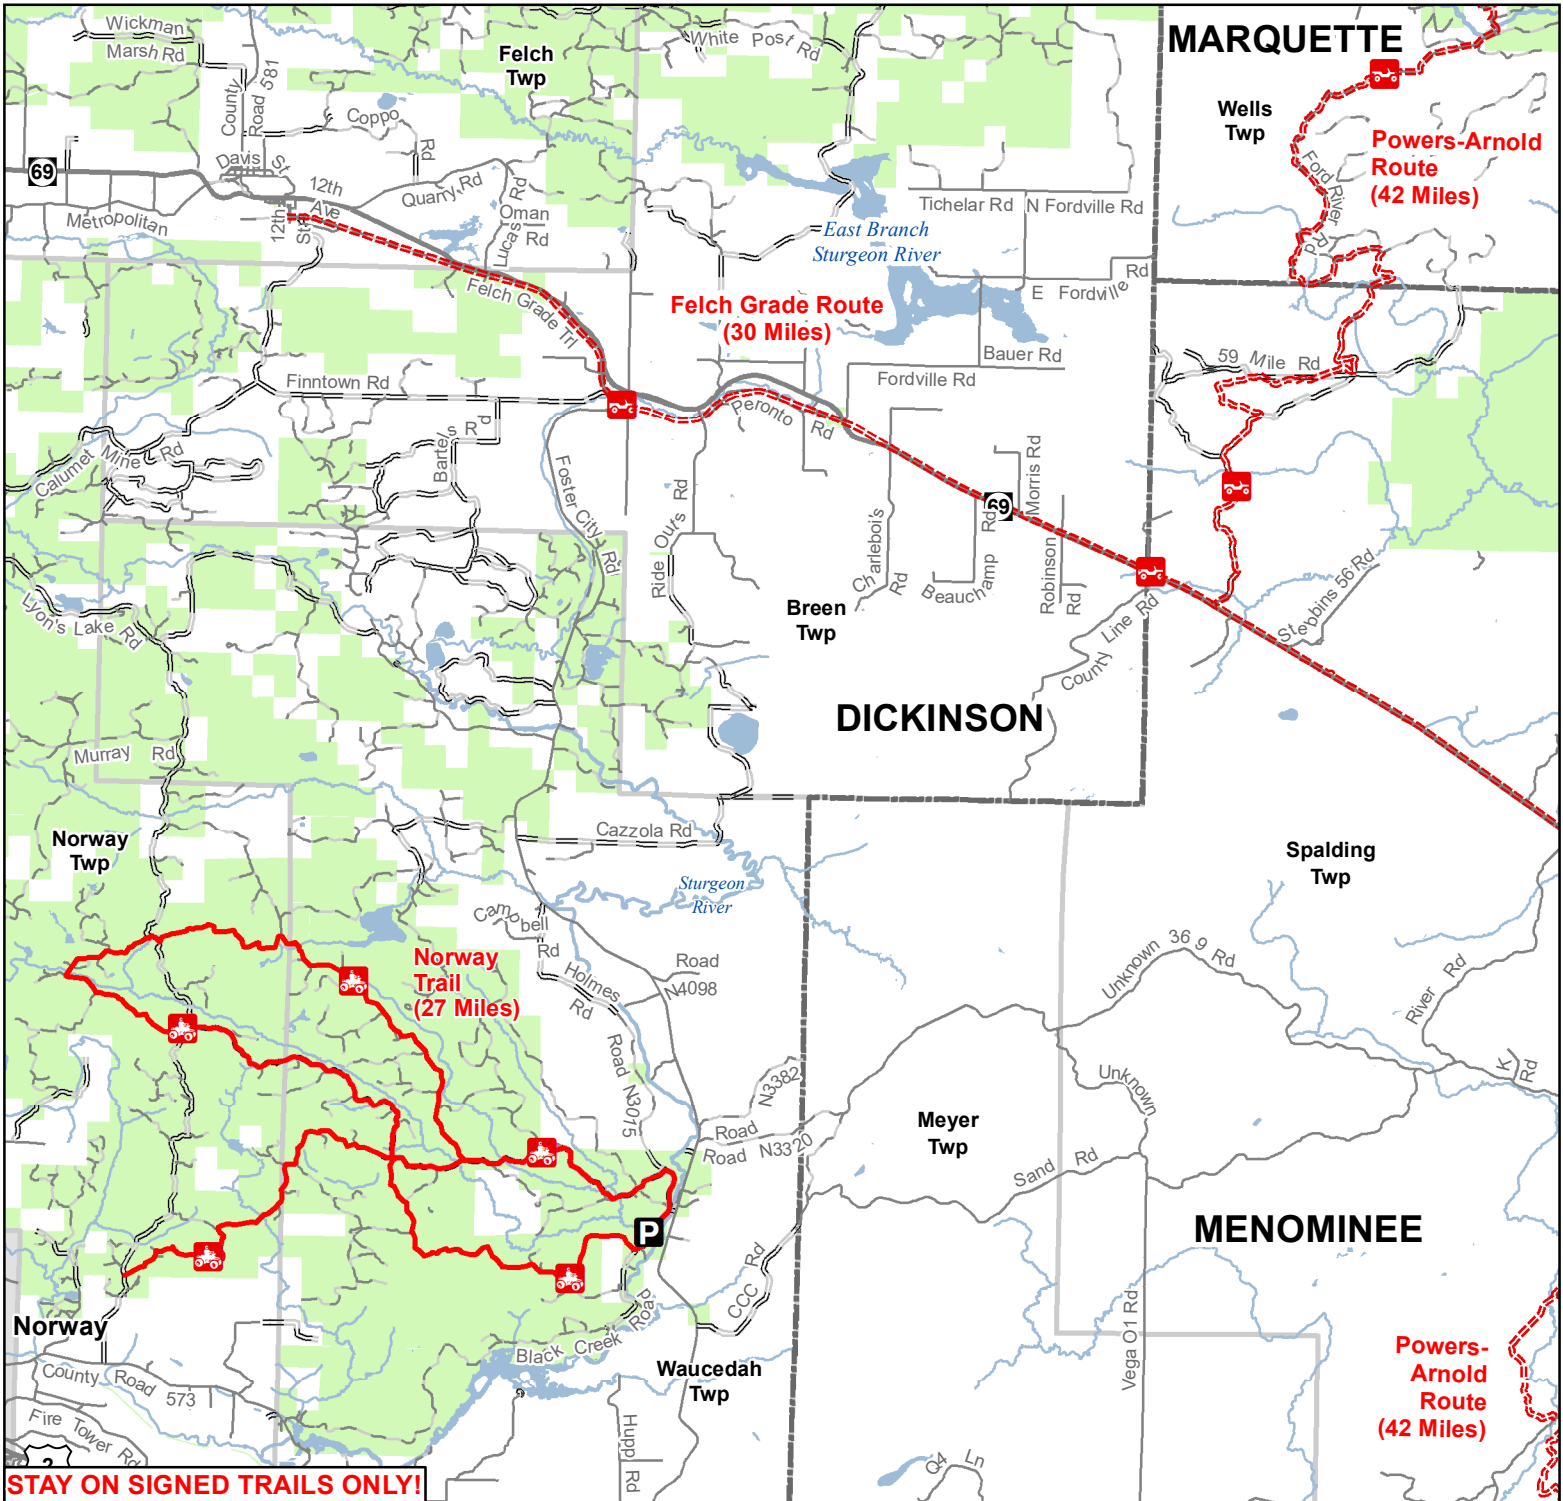 MARQUETTE
Wickman
Marsh Rd
County
Road 581
Felch
Twp
White Post Rd
Wells
Twp
Powers-Arnold
Route
(42 Miles)
Ford River
Rd
69
Coppo
Rd
Davis
St
12th
Ave
Quarry Rd
Metropolitan
12th
St
Lucas Rd
Oman
Rd
Tichelar Rd
N Fordville Rd
East Branch
Sturgeon River
E Fordville
Rd
Felch Grade Trl
Felch Grade Route
(30 Miles)
Bauer Rd
59 Mile Rd
Finntown Rd
Fordville Rd
Peronto Rd
Bartels Rd
Calumet Mine Rd
Foster City Rd
Ride Out's Rd
Morris Rd
69
Charlebois's
Rd
Beauchamp Rd
Robinson
Rd
Stebbins 56 Rd
Lyon's Lake Rd
Breen
Twp
County Line Rd
DICKINSON
Murray Rd
Norway
Twp
Cazzola Rd
Spalding
Twp
Sturgeon
River
Campbell
Rd
Norway
Trail
(27 Miles)
Holmes
Rd
Road
N4098
Unknown 36 9 Rd
River Rd
Road N3015
N3382
Road
Road N3320
Unknown
K
Rd
Meyer
Twp
Sand Rd
MENOMINEE
P
CCC Rd
Vega O1 Rd
Norway
Black Creek Road
Waucedah
Twp
Powers-
Arnold
Route
(42 Miles)
County Road 573
Fire Tower Rd
Hupp Rd
Q4 Ln
2
STAY ON SIGNED TRAILS ONLY!